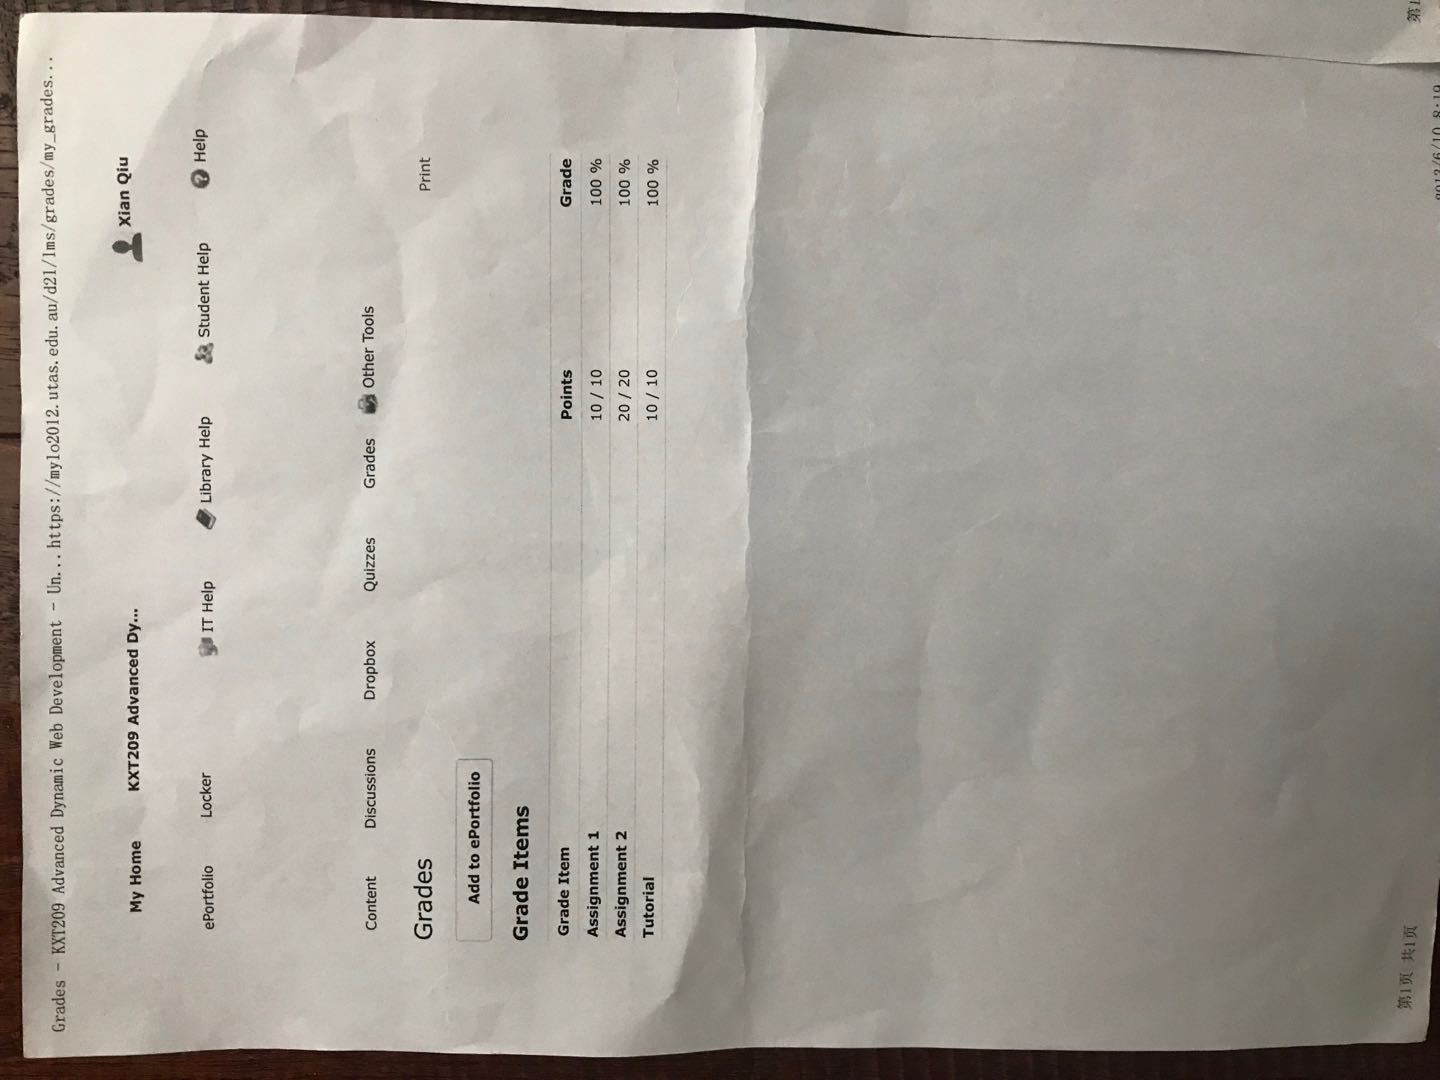 Grades - KXT209 Advanced Dynamic Web Development - Un... https://mylo2012.utas.edu.au/d2l/lms/grades/my_grades...
My Home KXT209 Advanced Dy... Xian Qiu
ePortfolio Locker IT Help Library Help Student Help Help
Content Discussions Dropbox Quizzes Grades Other Tools
Grades Print
Add to ePortfolio
Grade Items
Grade Item Points Grade
Assignment 1 10 / 10 100 %
Assignment 2 20 / 20 100 %
Tutorial 10 / 10 100 %
第1页 共1页
第1